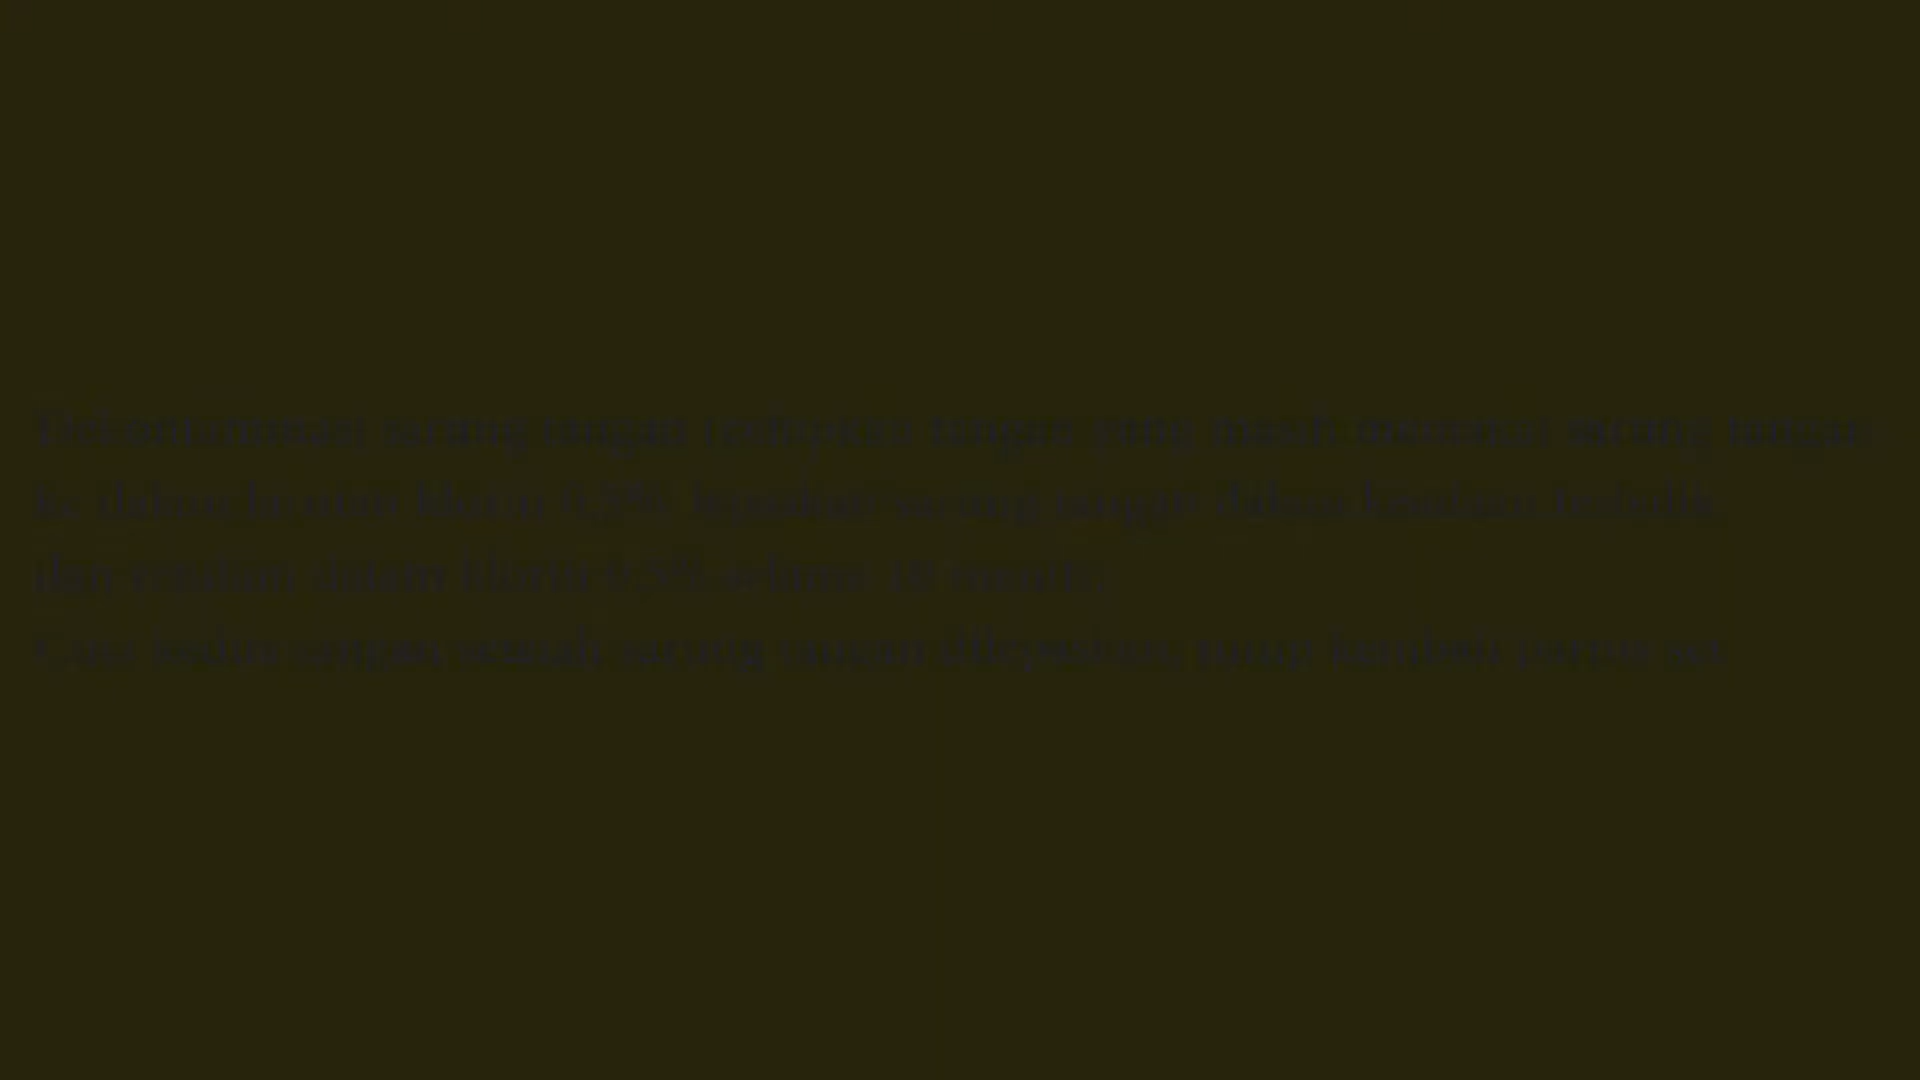 Dekontaminasi sarung tangan (celupkan tangan yang masih memakai sarung tangan
ke dalam larutan klorin 0,5%, lepaskan sarung tangan dalam keadaan terbalik
dan rendam dalam klorin 0,5% selama 10 menit).
Cuci kedua tangan setelah sarung tangan dilepaskan, tutup kembali partus set